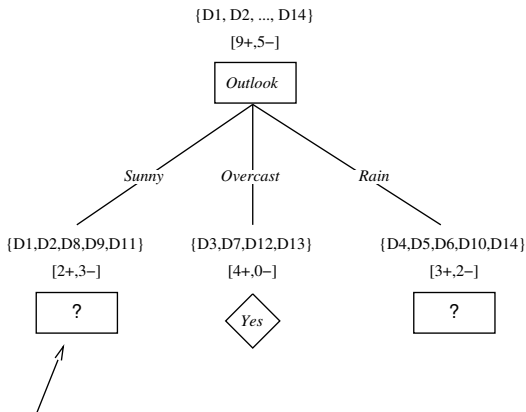 {D1, D2, ..., D14}
[9+,5−]
Outlook
Sunny Overcast Rain
{D1,D2,D8,D9,D11} {D3,D7,D12,D13} {D4,D5,D6,D10,D14}
[2+,3−] [4+,0−] [3+,2−]
? Yes ?